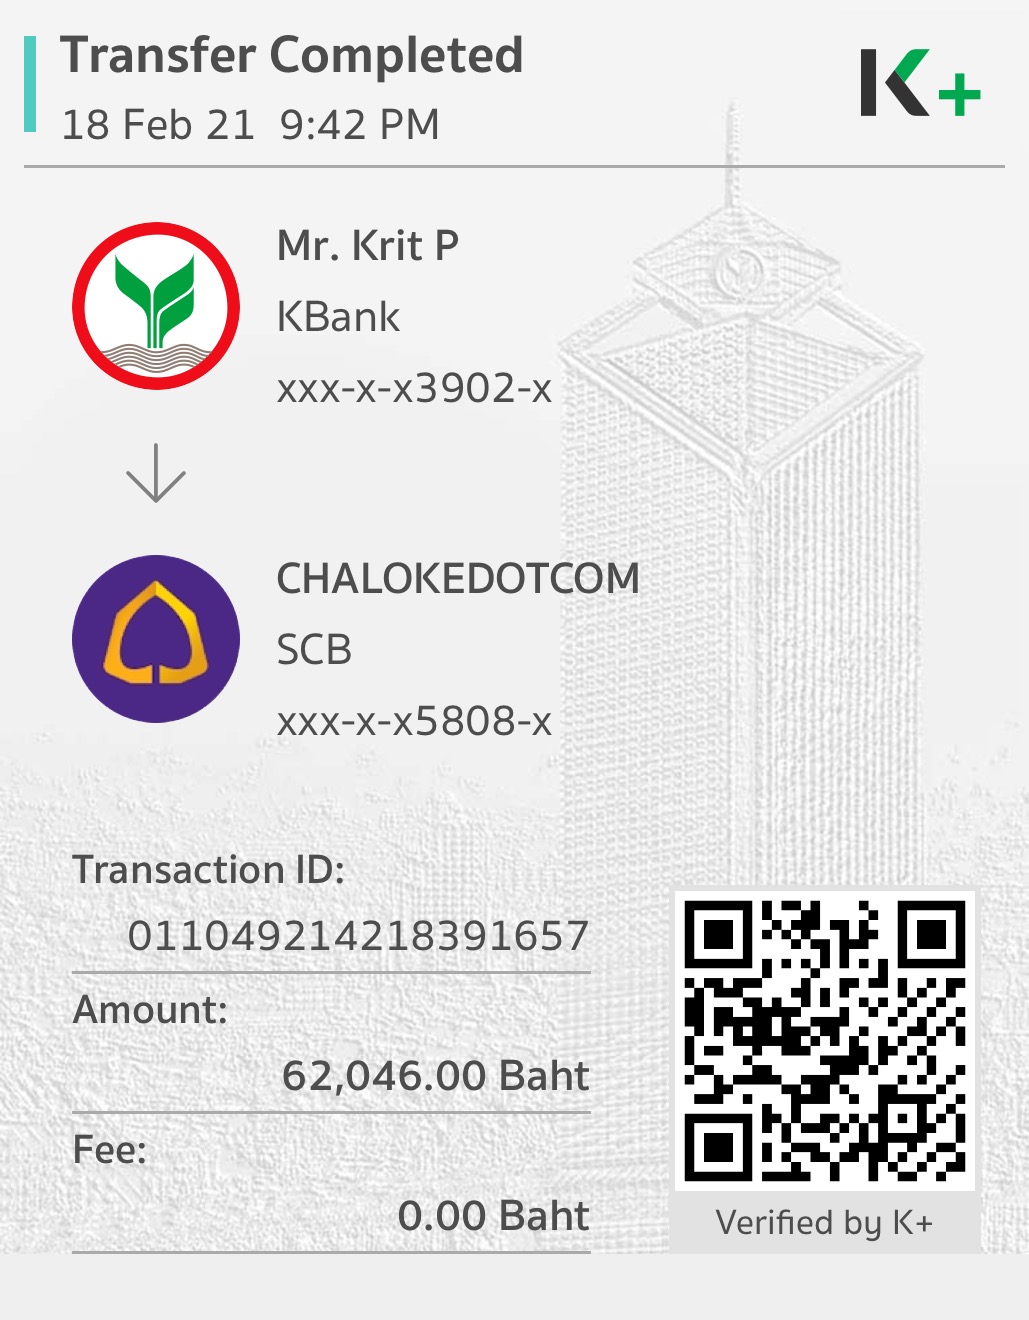 Transfer Completed
18 Feb 21 9:42 PM
K+
Mr. Krit P
KBank
xxx-x-x3902-x
CHALOKEDOTCOM
SCB
xxx-x-x5808-x
Transaction ID:
011049214218391657
Amount:
62,046.00 Baht
Fee:
0.00 Baht
Verified by K+